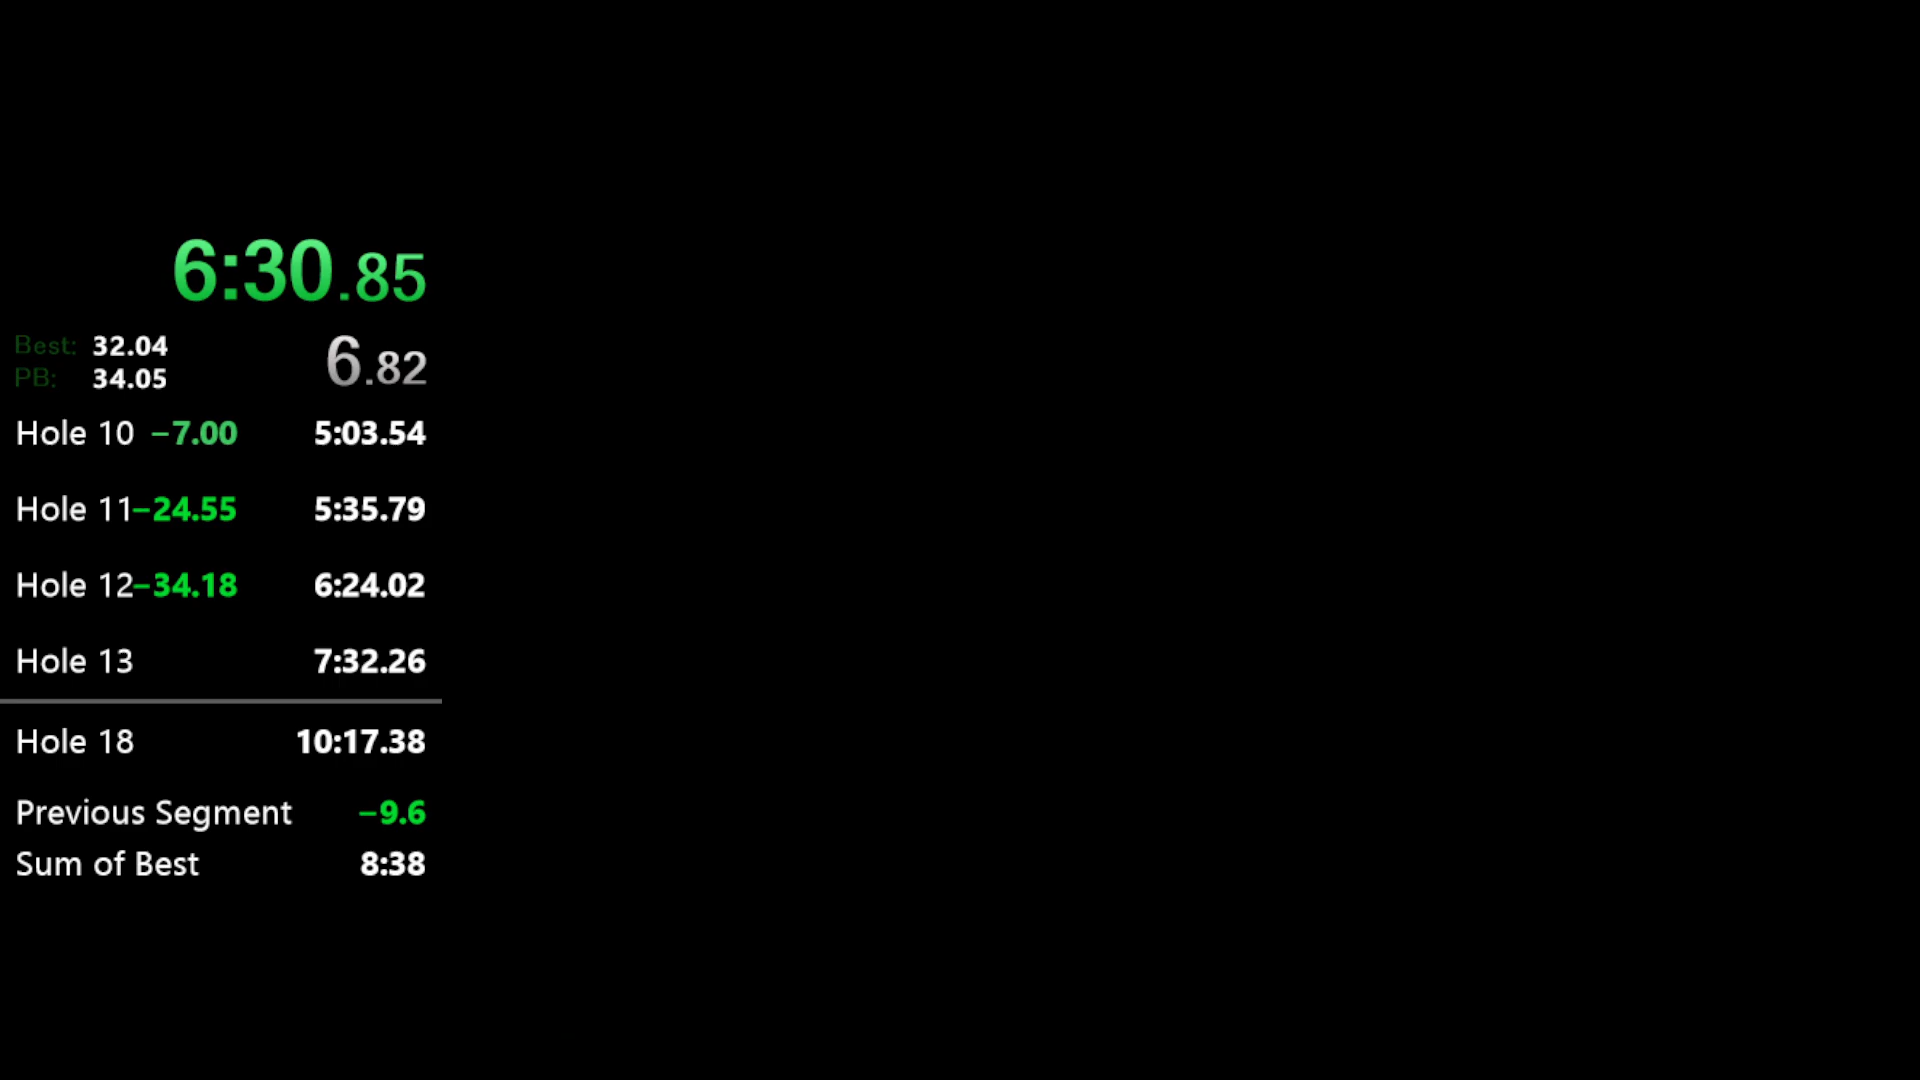 6:30.85
Best: 32.04
PB: 34.05
6.82
Hole 10 −7.00 5:03.54
Hole 11 −24.55 5:35.79
Hole 12 −34.18 6:24.02
Hole 13 7:32.26
Hole 18 10:17.38
Previous Segment −9.6
Sum of Best 8:38